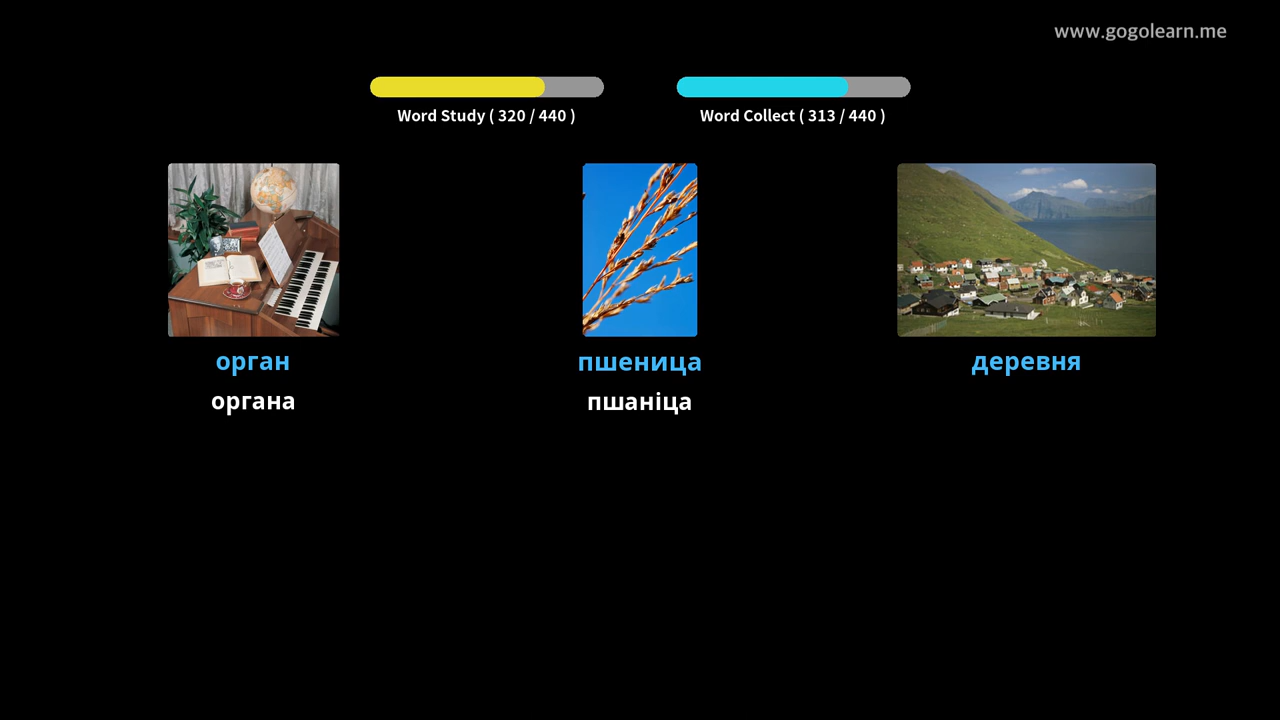 www.gogolearn.me
Word Study ( 320 / 440 )
Word Collect ( 313 / 440 )
орган
пшеница
деревня
органа
пшаніца